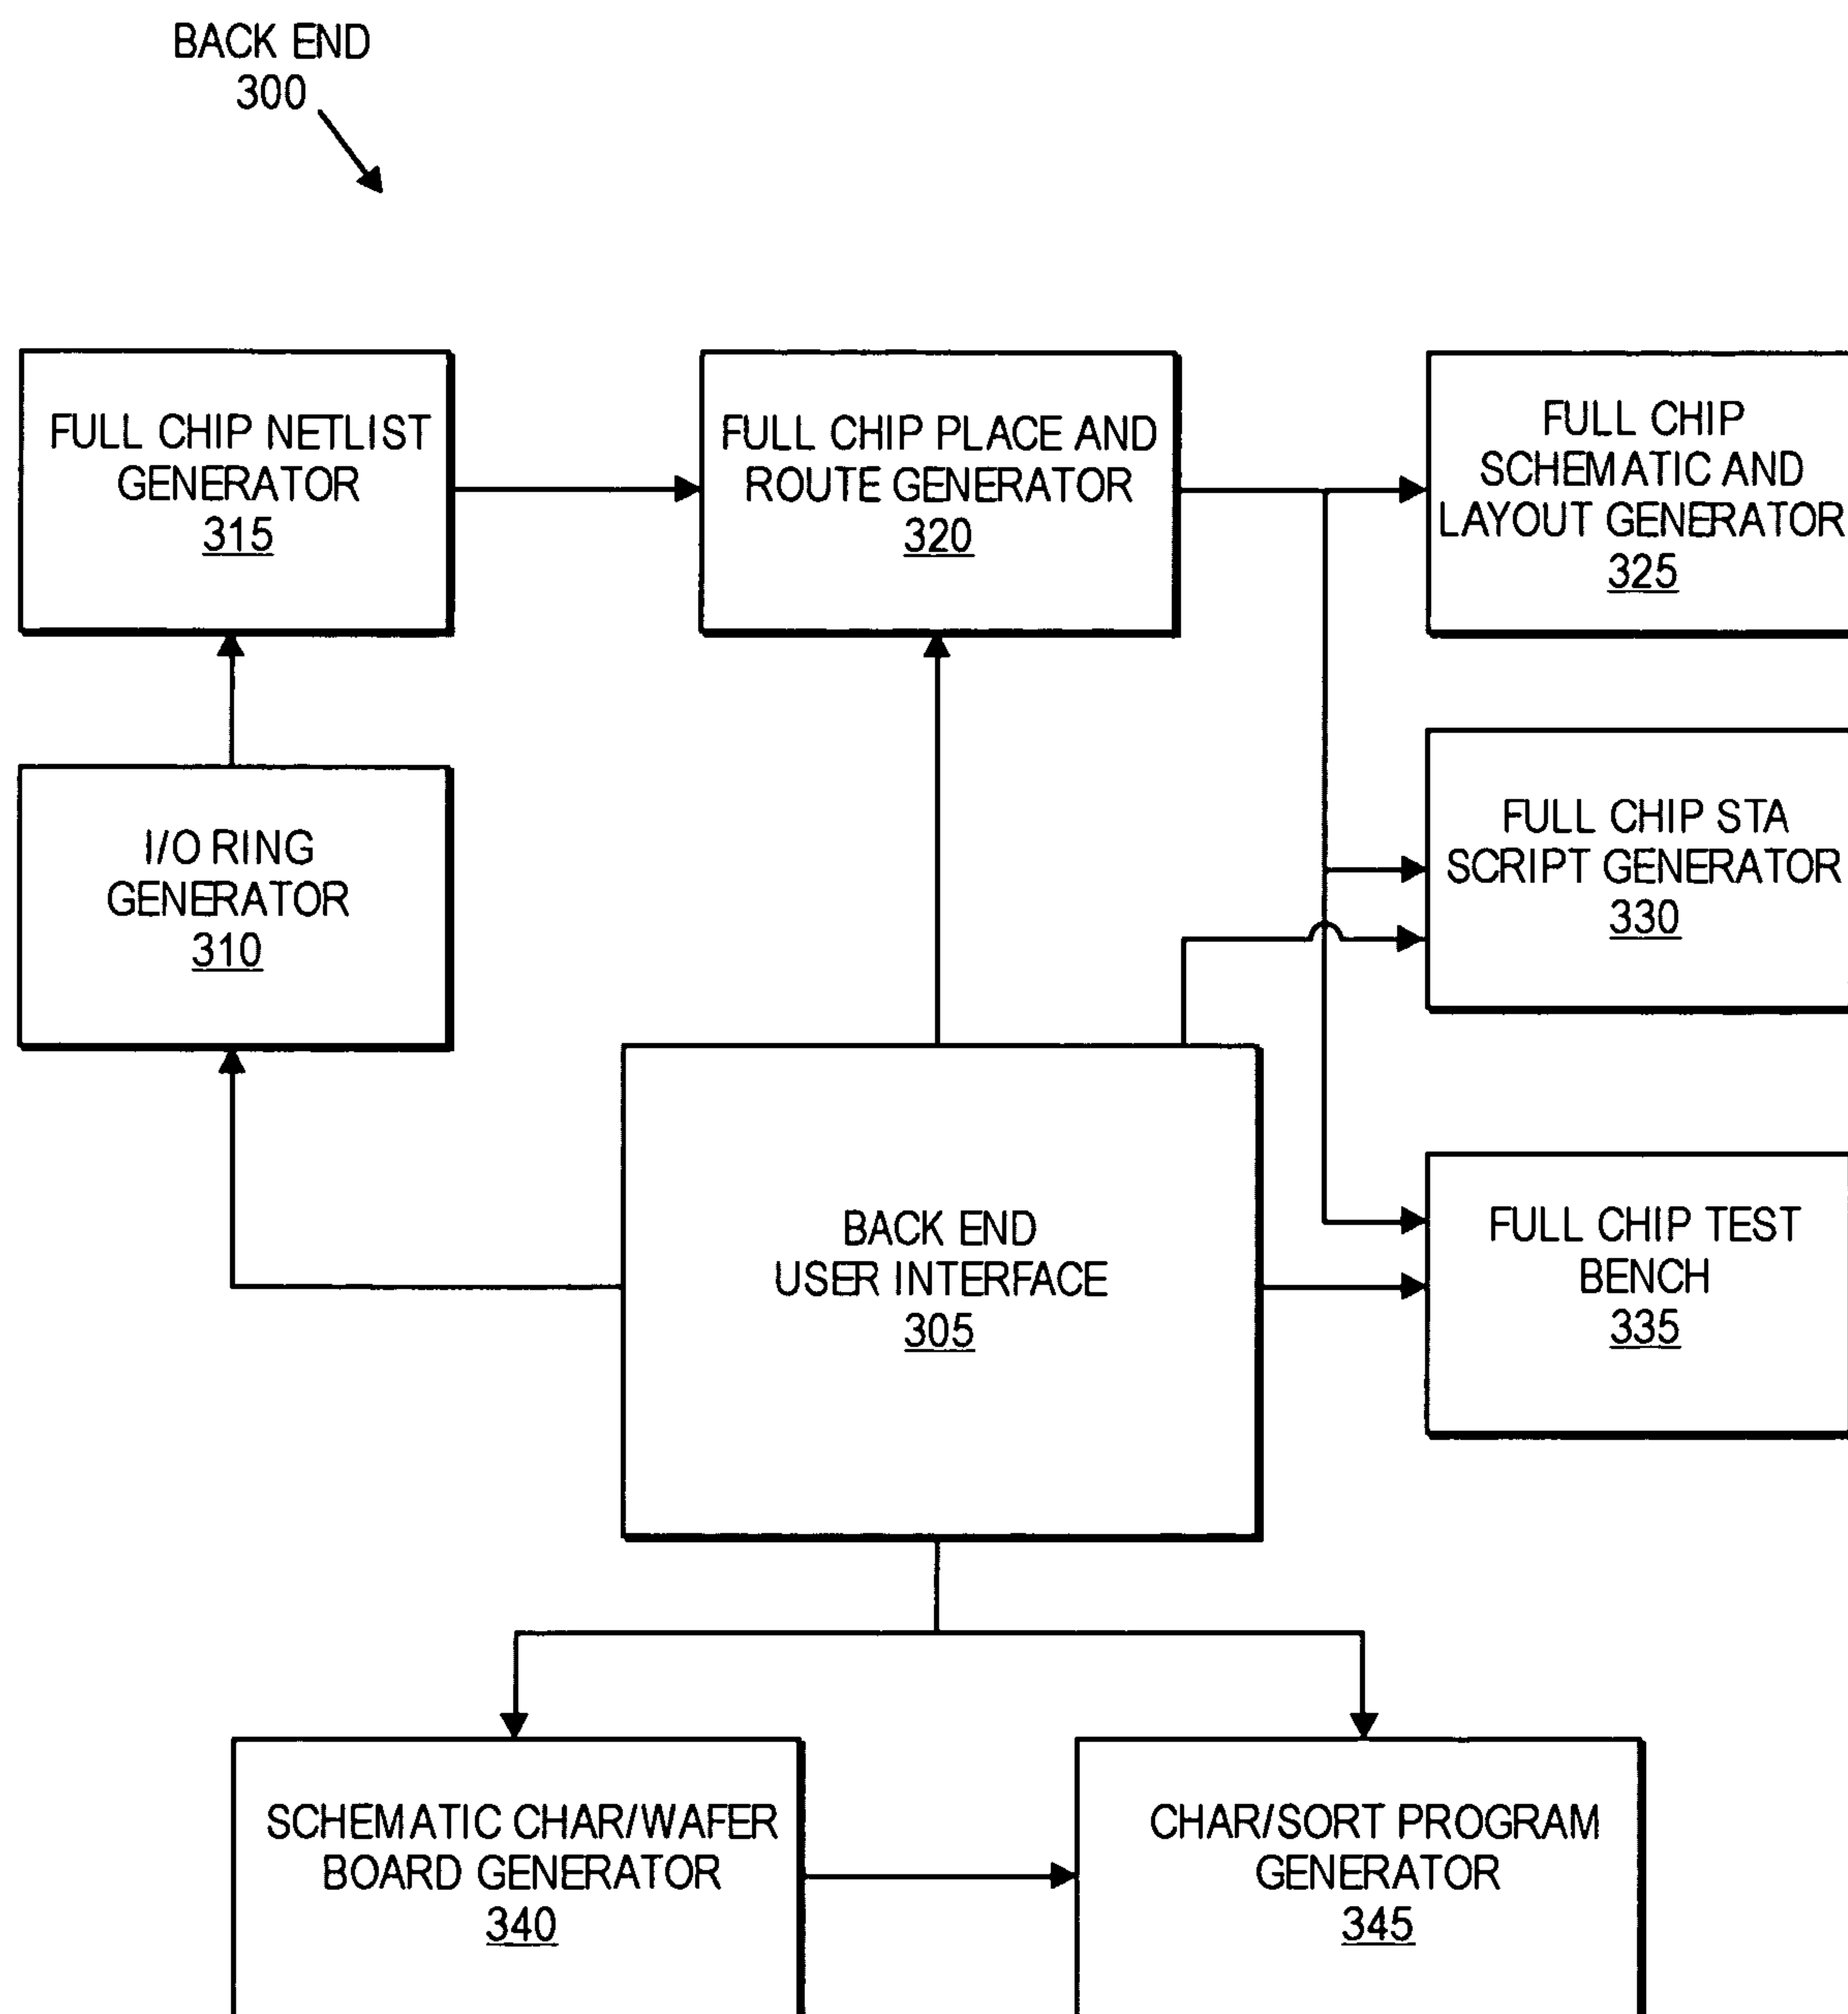 BACK END
300
FULL CHIP NETLIST
GENERATOR
315
FULL CHIP PLACE AND
ROUTE GENERATOR
320
FULL CHIP
SCHEMATIC AND
LAYOUT GENERATOR
325
I/O RING
GENERATOR
310
FULL CHIP STA
SCRIPT GENERATOR
330
BACK END
USER INTERFACE
305
FULL CHIP TEST
BENCH
335
SCHEMATIC CHAR/WAFER
BOARD GENERATOR
340
CHAR/SORT PROGRAM
GENERATOR
345